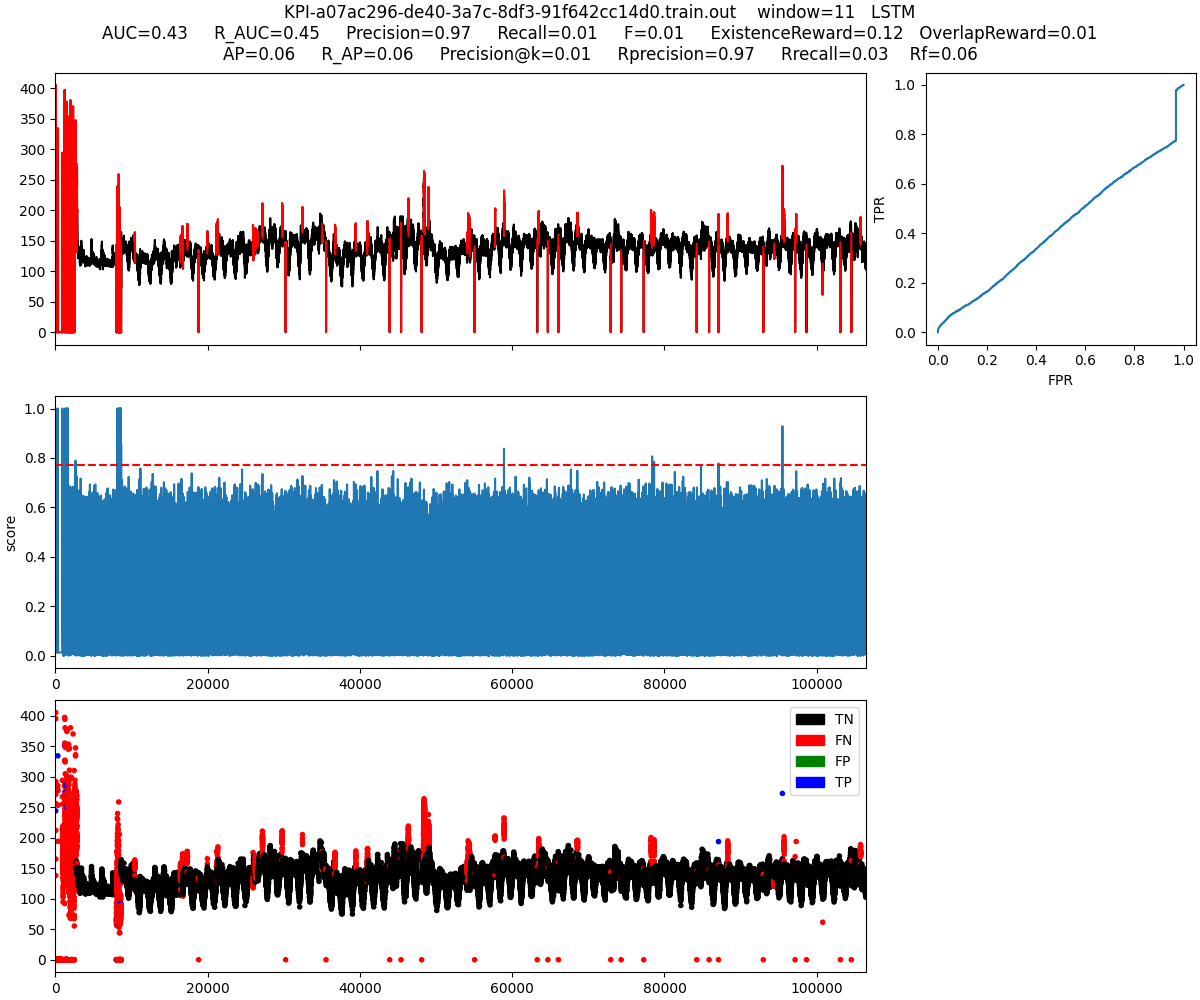 KPI-a07ac296-de40-3a7c-8df3-91f642cc14d0.train.out window=11 LSTM
AUC=0.43 R_AUC=0.45 Precision=0.97 Recall=0.01 F=0.01 ExistenceReward=0.12 OverlapReward=0.01
AP=0.06 R_AP=0.06 Precision@k=0.01 Rprecision=0.97 Rrecall=0.03 Rf=0.06
400
350
300
250
200
150
100
50
0
TPR
1.0
0.8
0.6
0.4
0.2
0.0
0.0 0.2 0.4 0.6 0.8 1.0
FPR
score
1.0
0.8
0.6
0.4
0.2
0.0
0 20000 40000 60000 80000 100000
400
350
300
250
200
150
100
50
0
TN
FN
FP
TP
0 20000 40000 60000 80000 100000